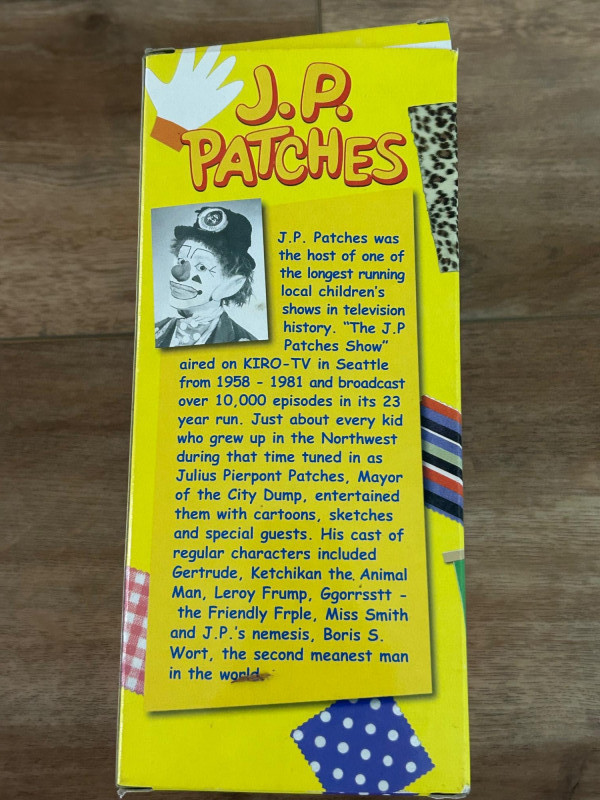 J.P.
PATCHES
J.P. Patches was
the host of one of
the longest running
local children's
shows in television
history. "The J.P
Patches Show"
aired on KIRO-TV in Seattle
from 1958 - 1981 and broadcast
over 10,000 episodes in its 23
year run. Just about every kid
who grew up in the Northwest
during that time tuned in as
Julius Pierpont Patches, Mayor
of the City Dump, entertained
them with cartoons, sketches
and special guests. His cast of
regular characters included
Gertrude, Ketchikan the Animal
Man, Leroy Frump, Ggorrsstt -
the Friendly Frple, Miss Smith
and J.P.'s nemesis, Boris S.
Wort, the second meanest man
in the world.